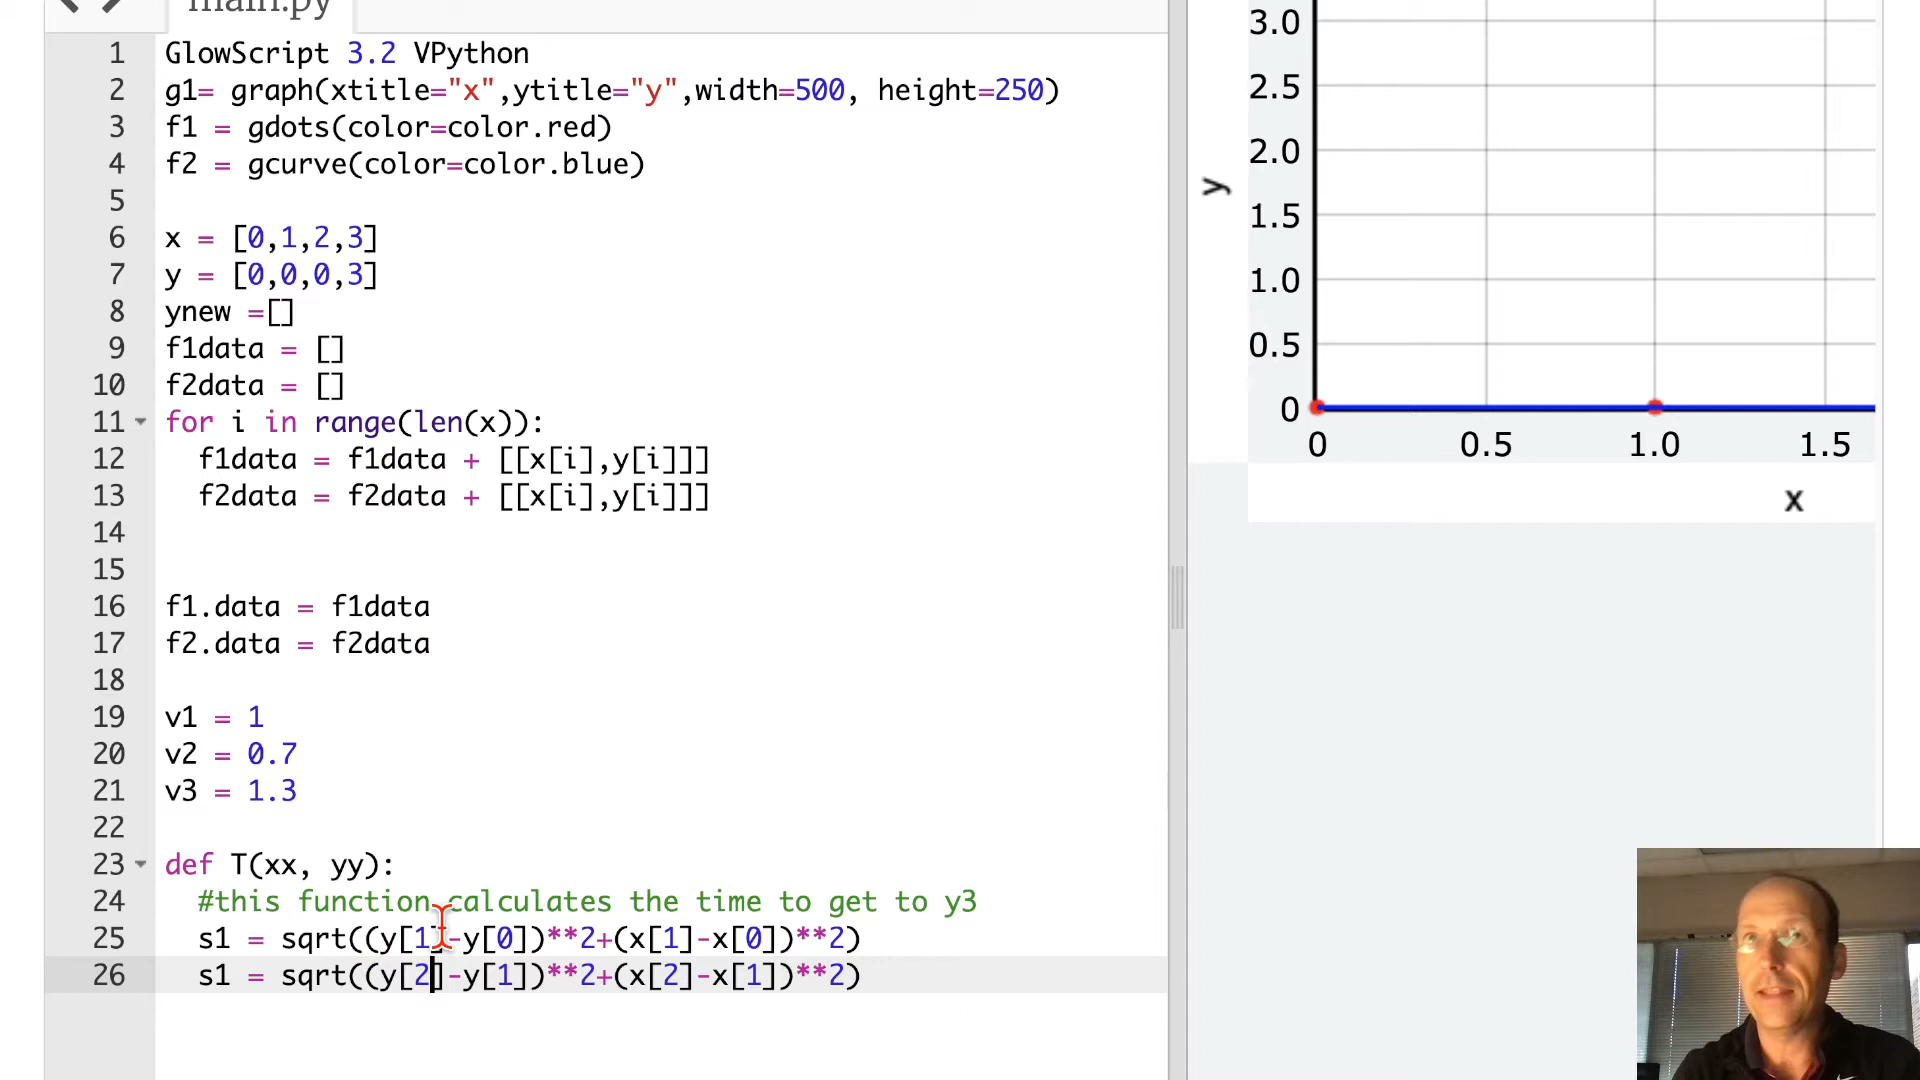 main.py
1 GlowScript 3.2 VPython
2 g1= graph(xtitle="x",ytitle="y",width=500, height=250)
3 f1 = gdots(color=color.red)
4 f2 = gcurve(color=color.blue)
5
6 x = [0,1,2,3]
7 y = [0,0,0,3]
8 ynew =[]
9 f1data = []
10 f2data = []
11 for i in range(len(x)):
12 f1data = f1data + [[x[i],y[i]]]
13 f2data = f2data + [[x[i],y[i]]]
14
15
16 f1.data = f1data
17 f2.data = f2data
18
19 v1 = 1
20 v2 = 0.7
21 v3 = 1.3
22
23 def T(xx, yy):
24 #this function calculates the time to get to y3
25 s1 = sqrt((y[1]-y[0])**2+(x[1]-x[0])**2)
26 s1 = sqrt((y[2]-y[1])**2+(x[2]-x[1])**2)
3.0
2.5
2.0
y
1.5
1.0
0.5
0
0 0.5 1.0 1.5
x